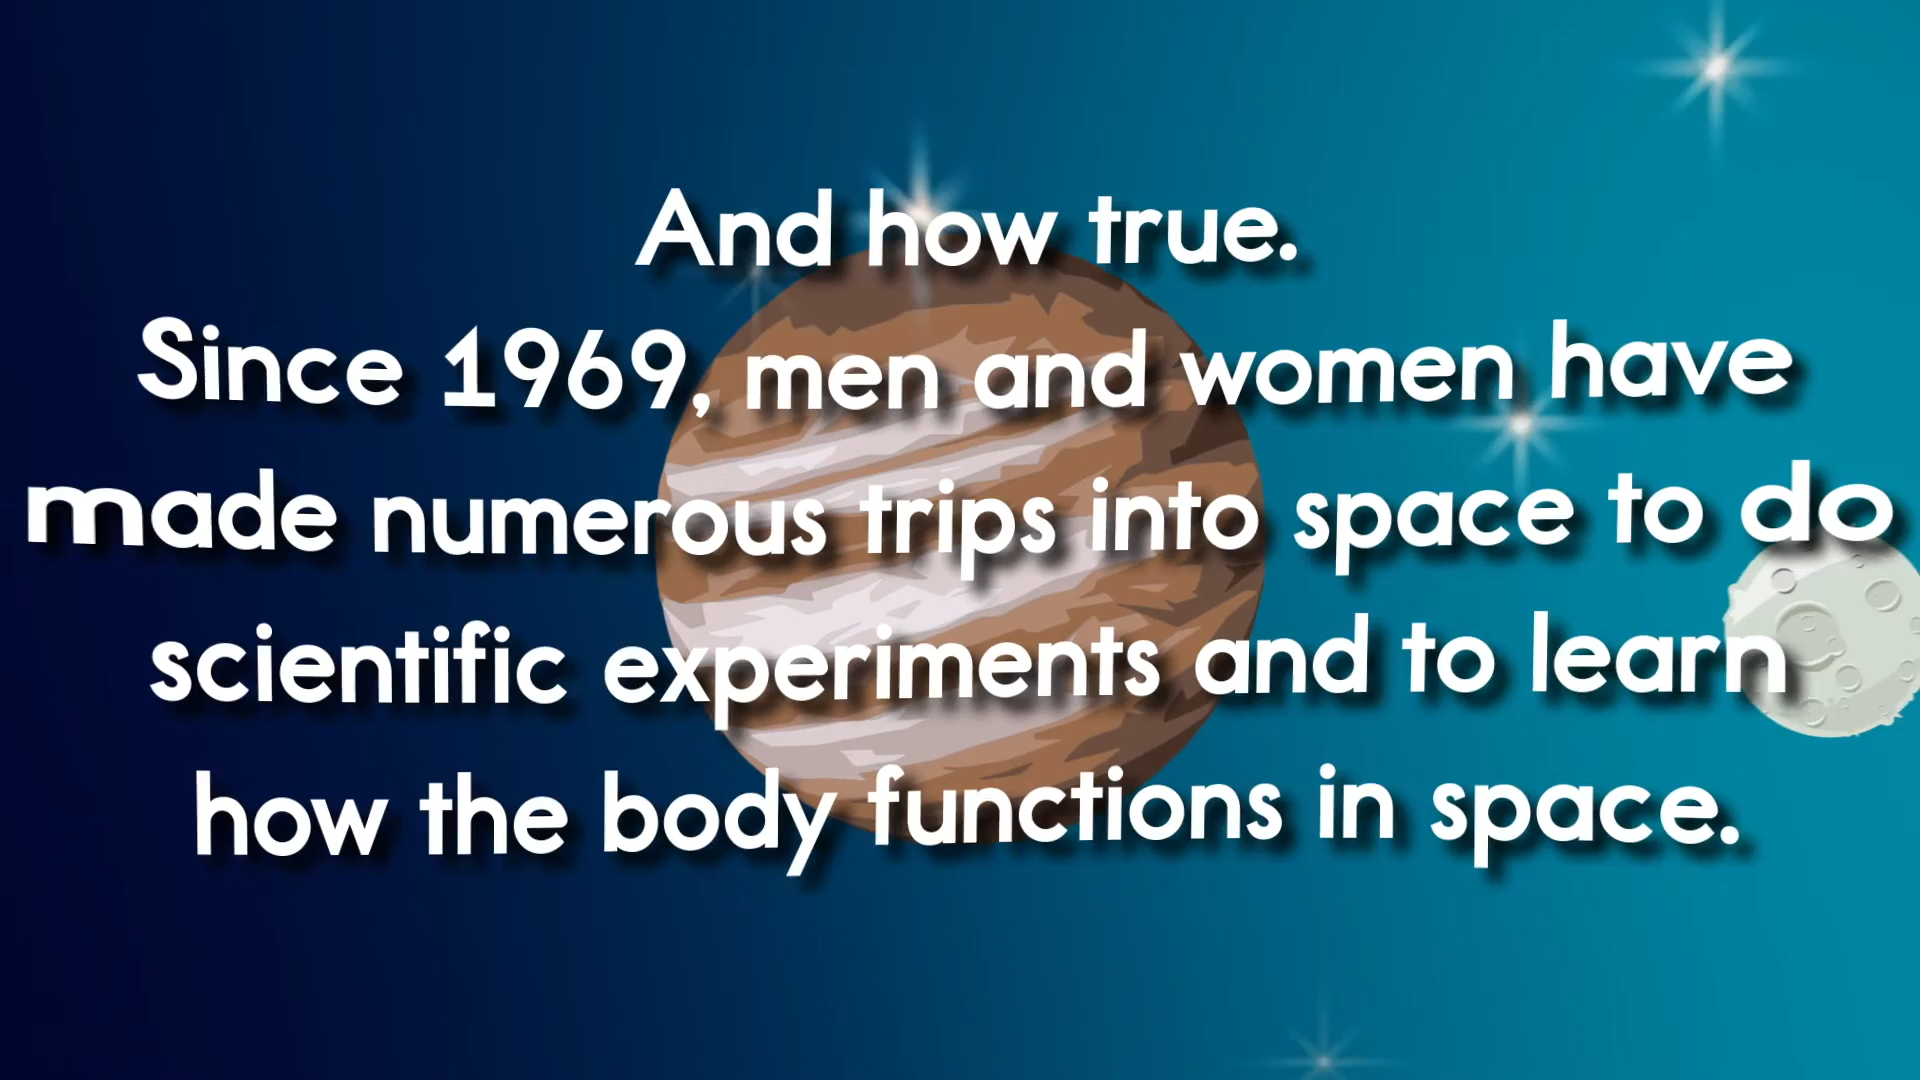 And how true.
Since 1969, men and women have
made numerous trips into space to do
scientific experiments and to learn
how the body functions in space.